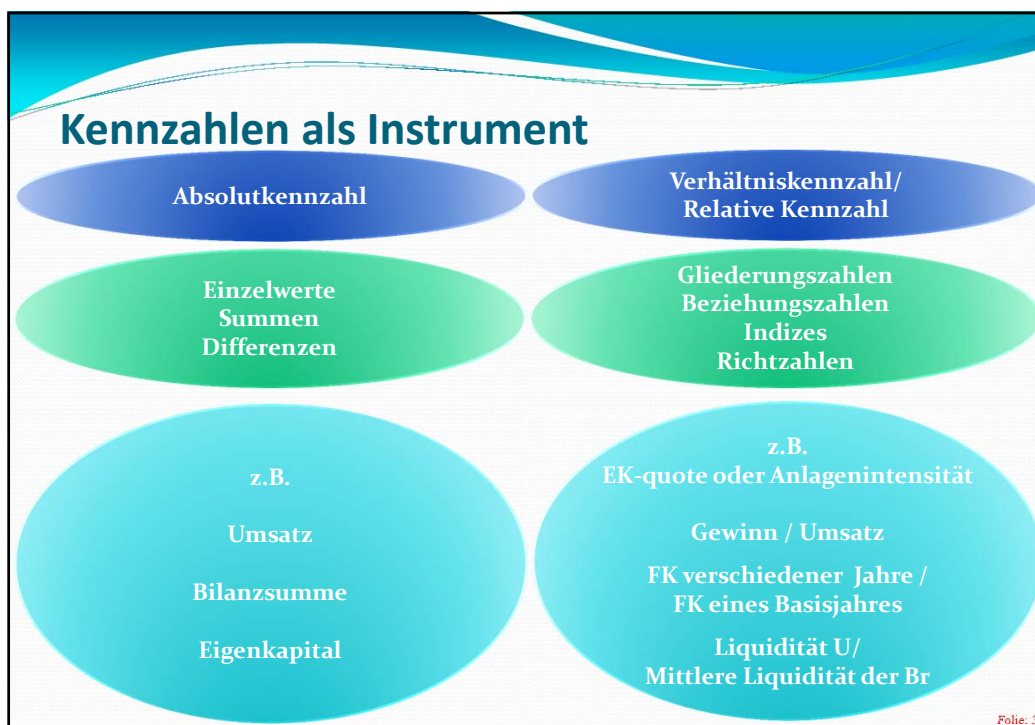 Kennzahlen als Instrument
Absolutkennzahl
Verhältniskennzahl/
Relative Kennzahl
Einzelwerte
Summen
Differenzen
Gliederungszahlen
Beziehungszahlen
Indizes
Richtzahlen
z.B.
Umsatz
Bilanzsumme
Eigenkapital
z.B.
EK-quote oder Anlagenintensität
Gewinn / Umsatz
FK verschiedener Jahre /
FK eines Basisjahres
Liquidität U/
Mittlere Liquidität der Br
Folie: